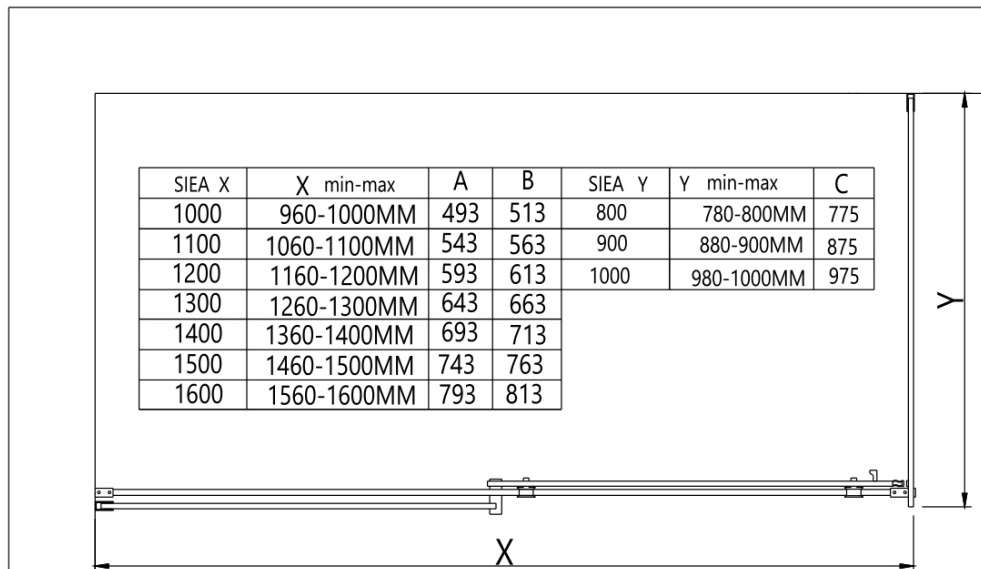 SIEA X X min-max A B SIEA Y Y min-max C
1000 960-1000MM 493 513 800 780-800MM 775
1100 1060-1100MM 543 563 900 880-900MM 875
1200 1160-1200MM 593 613 1000 980-1000MM 975
1300 1260-1300MM 643 663
1400 1360-1400MM 693 713
1500 1460-1500MM 743 763
1600 1560-1600MM 793 813
Y
X